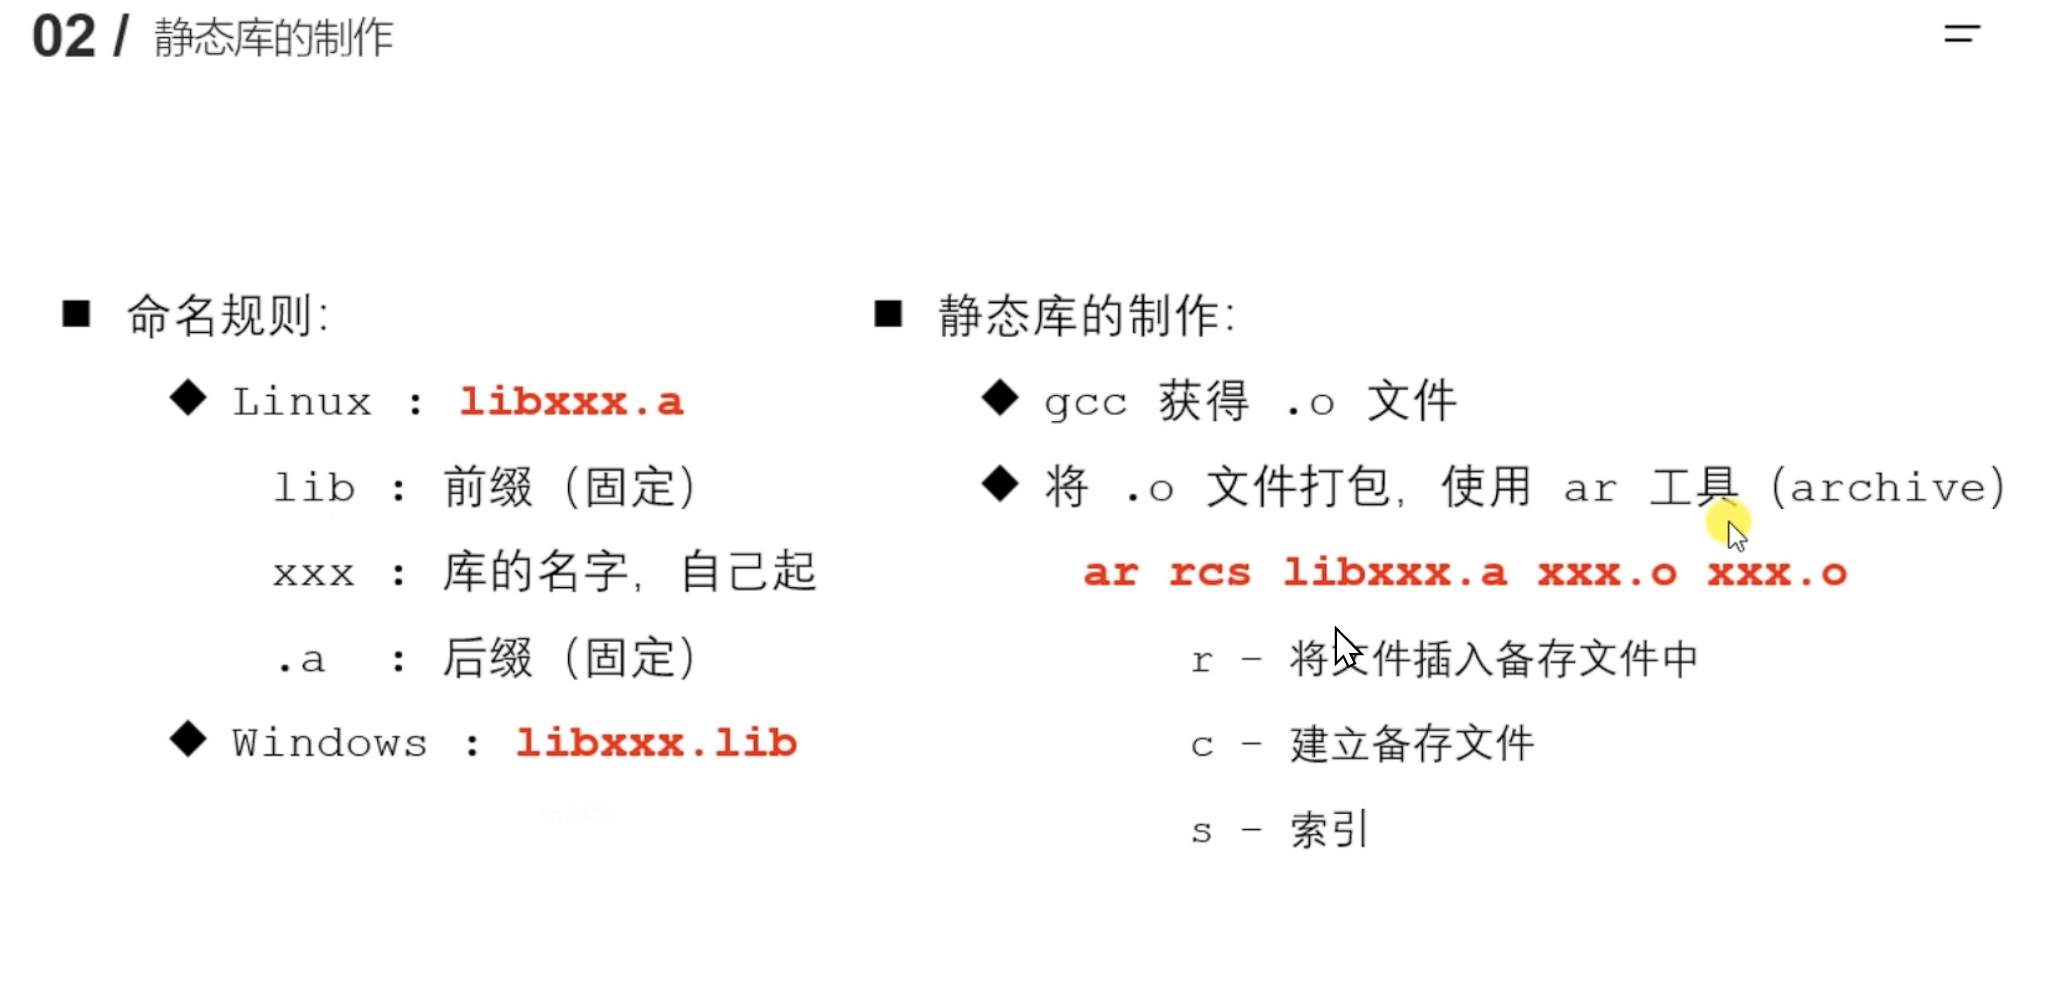 02 / 静态库的制作
■ 命名规则:
◆ Linux : libxxx.a
lib : 前缀 (固定)
xxx : 库的名字, 自己起
.a : 后缀 (固定)
◆ Windows : libxxx.lib
■ 静态库的制作:
◆ gcc 获得 .o 文件
◆ 将 .o 文件打包, 使用 ar 工具 (archive)
ar rcs libxxx.a xxx.o xxx.o
r – 将文件插入备存文件中
c – 建立备存文件
s – 索引